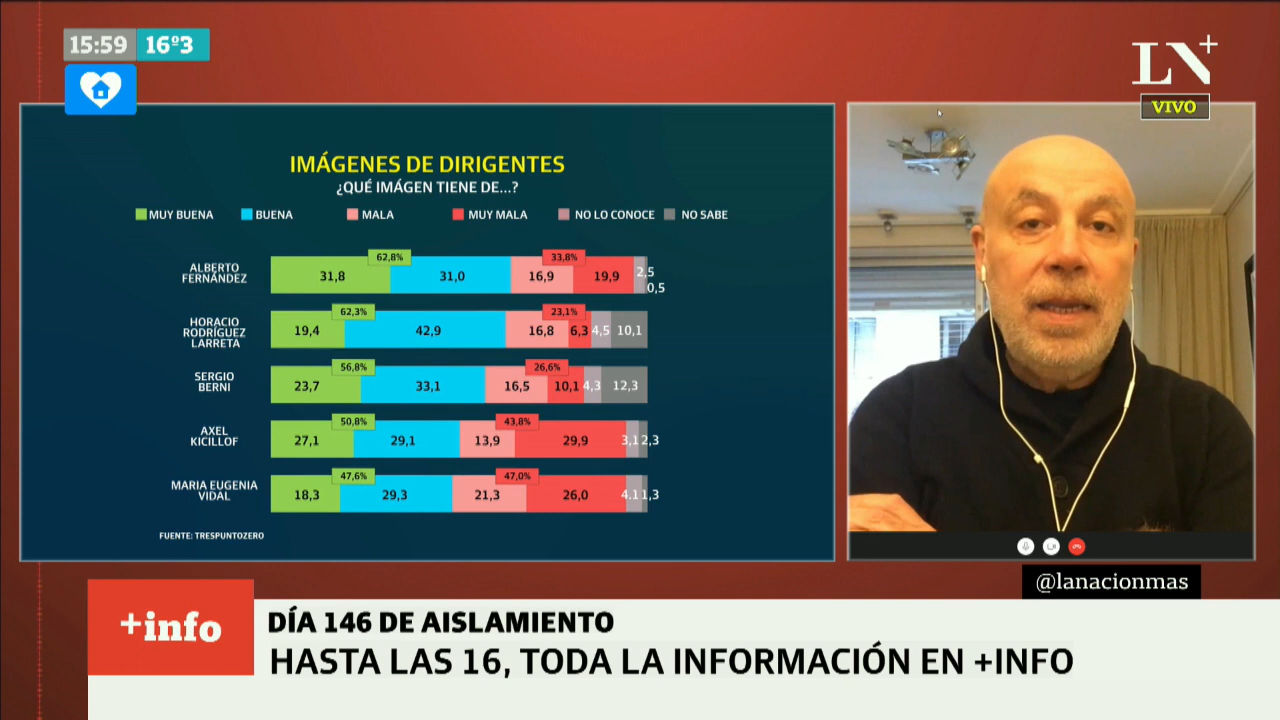 15:59 16º3
LN+
VIVO
IMÁGENES DE DIRIGENTES
¿QUÉ IMÁGEN TIENE DE...?
MUY BUENA BUENA MALA MUY MALA NO LO CONOCE NO SABE
62,8% 33,8%
ALBERTO
FERNÁNDEZ
31,8 31,0 16,9 19,9 2,5
0,5
62,3% 23,1%
HORACIO
RODRÍGUEZ
LARRETA
19,4 42,9 16,8 6,3 4,5 10,1
56,8% 26,6%
SERGIO
BERNI
23,7 33,1 16,5 10,1 4,3 12,3
50,8% 43,8%
AXEL
KICILLOF
27,1 29,1 13,9 29,9 3,1 2,3
47,6% 47,0%
MARIA EUGENIA
VIDAL
18,3 29,3 21,3 26,0 4.1 1,3
FUENTE: TRESPUNTOZERO
@lanacionmas
+info
DÍA 146 DE AISLAMIENTO
HASTA LAS 16, TODA LA INFORMACIÓN EN +INFO